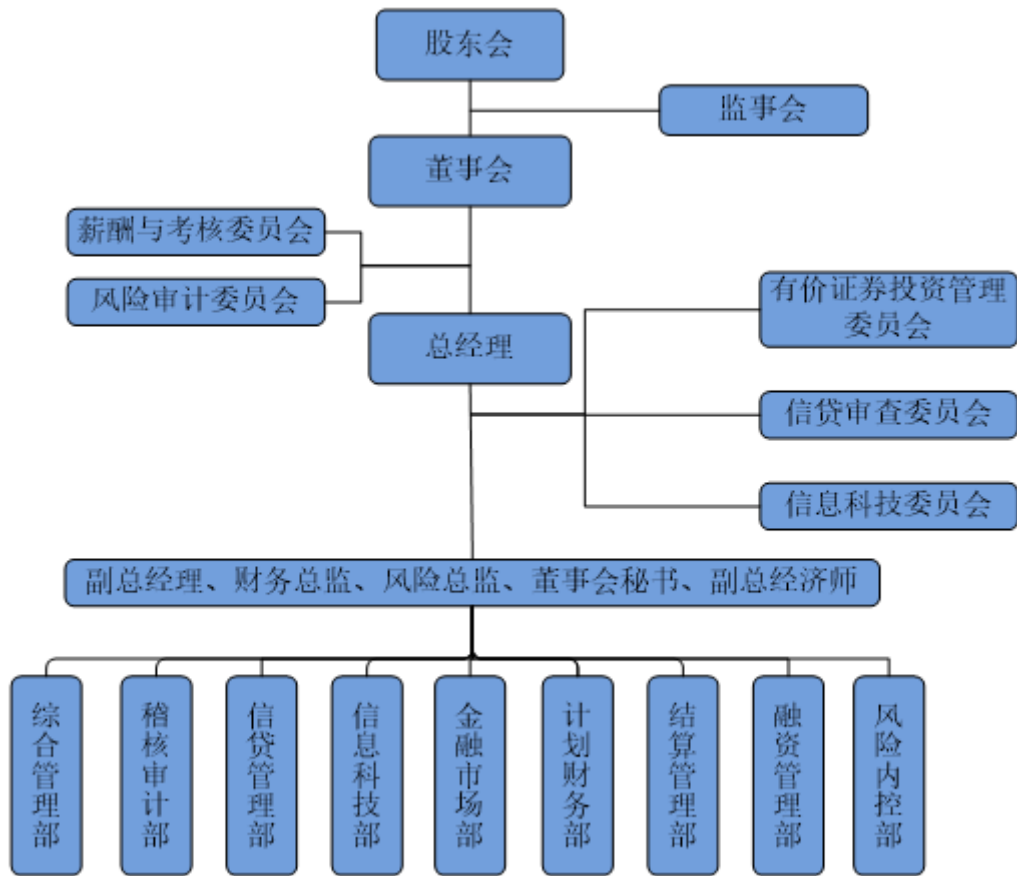 股东会
监事会
董事会
薪酬与考核委员会
风险审计委员会
有价证券投资管理
委员会
总经理
信贷审查委员会
信息科技委员会
副总经理、财务总监、风险总监、董事会秘书、副总经济师
综合管理部
稽核审计部
信贷管理部
信息科技部
金融市场部
计划财务部
结算管理部
融资管理部
风险内控部